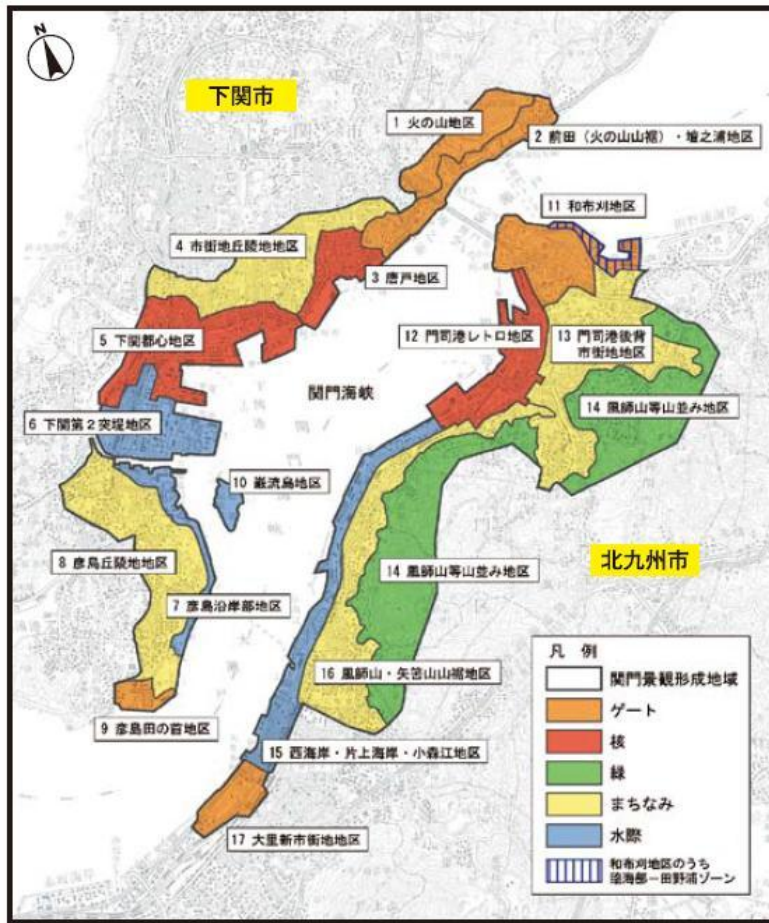 N
下関市
1 火の山地区
2 前田（火の山山裾）・壇之浦地区
11 和布刈地区
4 市街地丘陵地地区
3 唐戸地区
5 下関都心地区
12 門司港レトロ地区
13 門司港後背
市街地地区
関門海峡
14 風師山等山並み地区
6 下関第２突堤地区
10 巌流島地区
北九州市
8 彦島丘陵地地区
14 風師山等山並み地区
7 彦島沿岸部地区
16 風師山・矢筈山山裾地区
9 彦島田の首地区
15 西海岸・片上海岸・小森江地区
17 大里新市街地地区
凡 例
関門景観形成地域
ゲート
核
緑
まちなみ
水際
和布刈地区のうち
臨海部－田野浦ゾーン